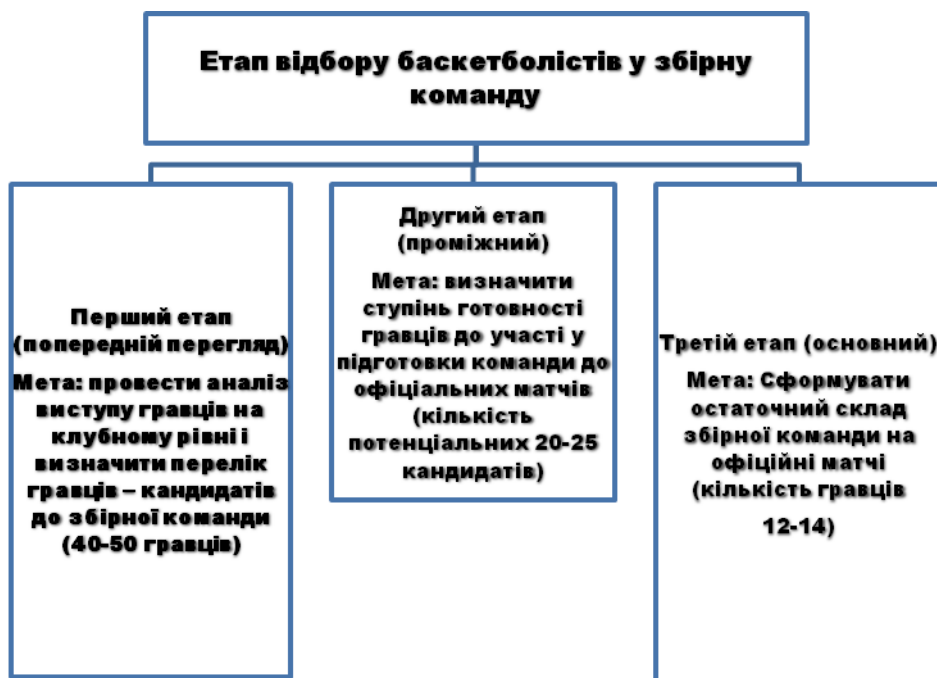 Етап відбору баскетболістів у збірну
команду
Перший етап
(попередній перегляд)
Мета: провести аналіз
виступу гравців на
клубному рівні і
визначити перелік
гравців – кандидатів
до збірної команди
(40-50 гравців)
Другий етап
(проміжний)
Мета: визначити
ступінь готовності
гравців до участі у
підготовки команди до
офіціальних матчів
(кількість
потенціальних 20-25
кандидатів)
Третій етап (основний)
Мета: Сформувати
остаточний склад
збірної команди на
офіційні матчі
(кількість гравців
12-14)